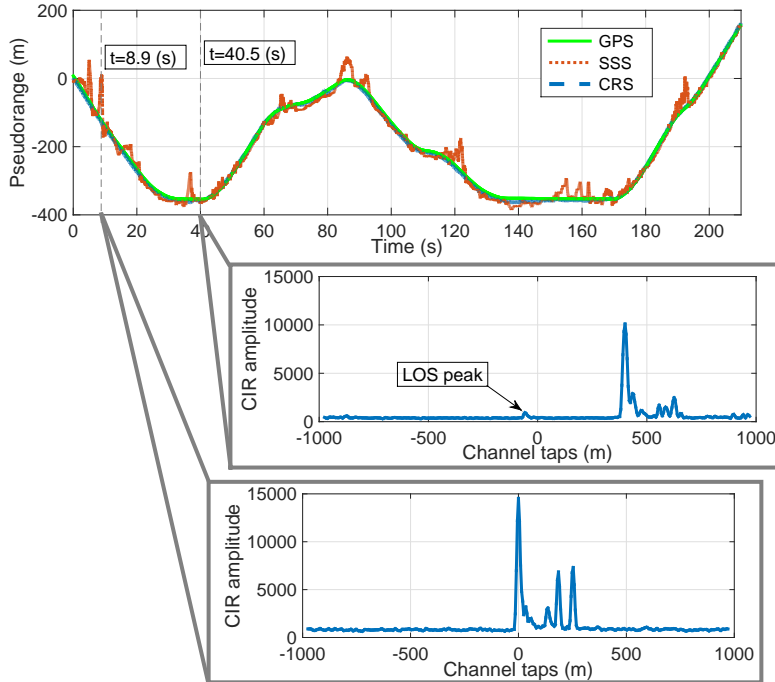 200
0
-200
-400
Pseudorange (m)
t=8.9 (s)
t=40.5 (s)
GPS
SSS
CRS
0 20 40 60 80 100 120 140 160 180 200
Time (s)
15000
10000
5000
0
CIR amplitude
LOS peak
-1000 -500 0 500 1000
Channel taps (m)
15000
10000
5000
0
CIR amplitude
-1000 -500 0 500 1000
Channel taps (m)